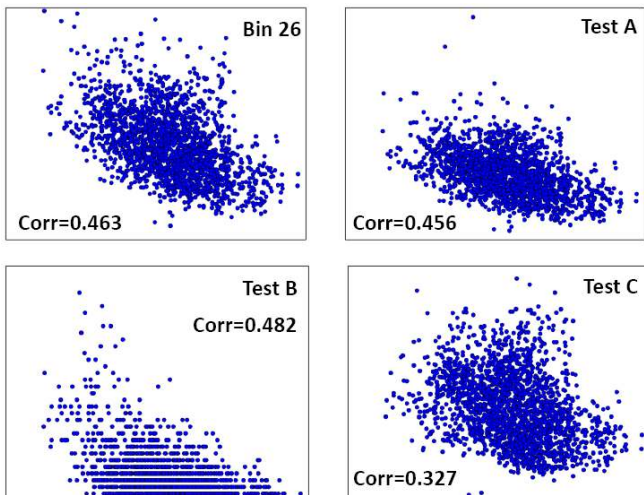 Bin 26
Corr=0.463
Test A
Corr=0.456
Test B
Corr=0.482
Test C
Corr=0.327